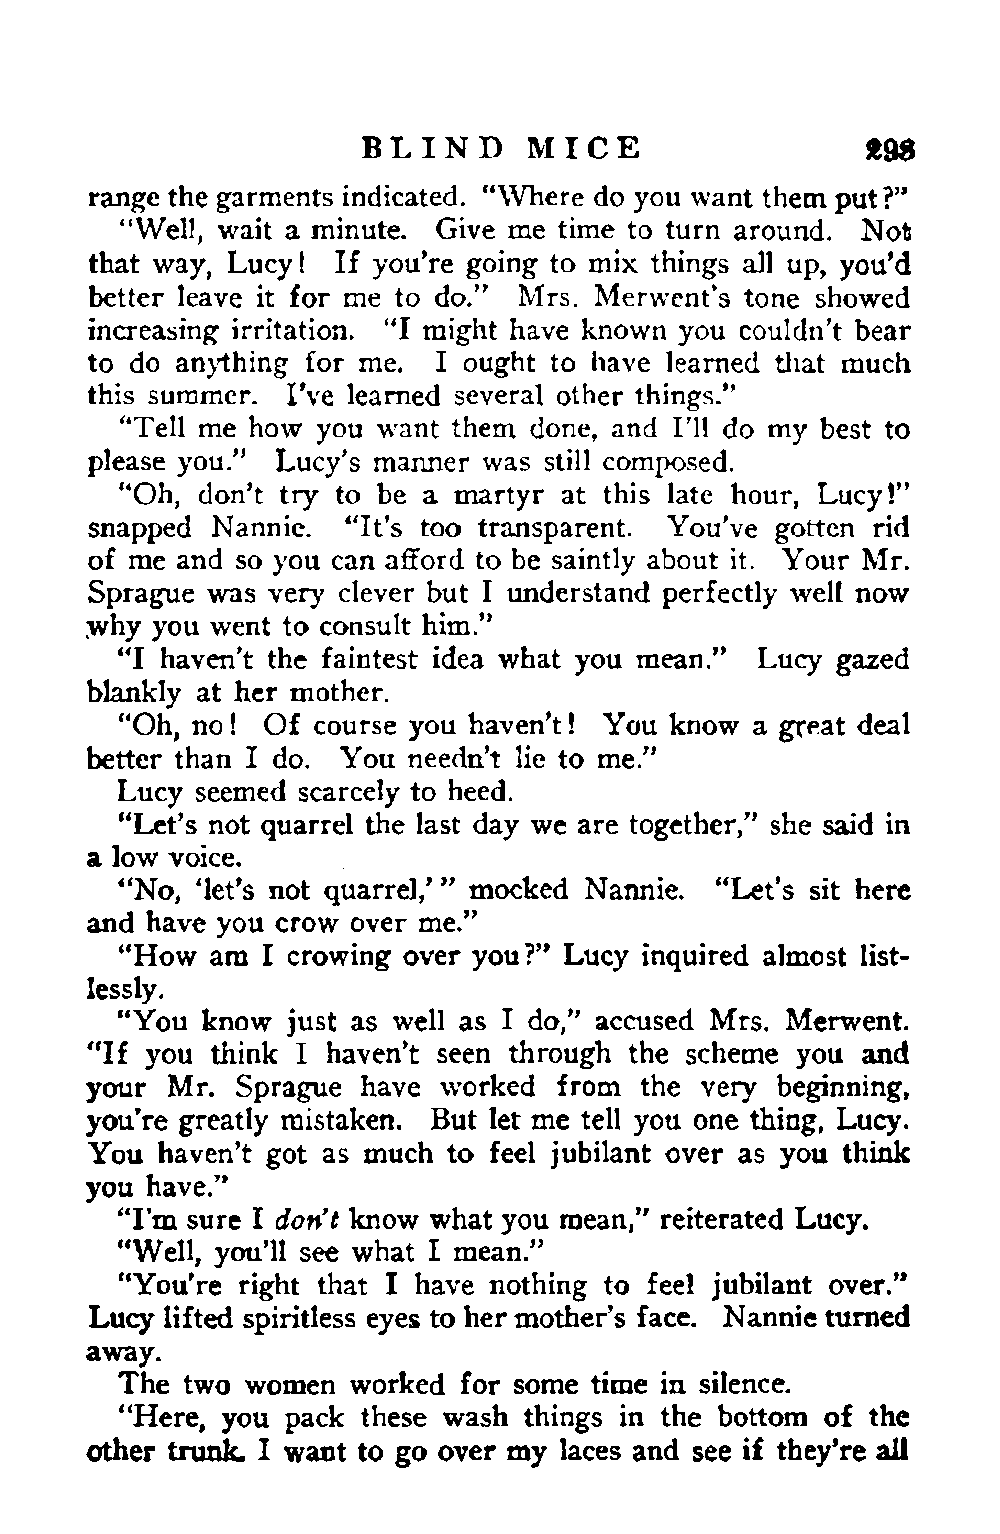 BLIND MICE 293
range the garments indicated. “Where do you want them put?”
“Well, wait a minute. Give me time to turn around. Not
that way, Lucy! If you’re going to mix things all up, you’d
better leave it for me to do.” Mrs. Merwent’s tone showed
increasing irritation. “I might have known you couldn’t bear
to do anything for me. I ought to have learned that much
this summer. I’ve learned several other things.”
“Tell me how you want them done, and I’ll do my best to
please you.” Lucy’s manner was still composed.
“Oh, don’t try to be a martyr at this late hour, Lucy!”
snapped Nannie. “It’s too transparent. You’ve gotten rid
of me and so you can afford to be saintly about it. Your Mr.
Sprague was very clever but I understand perfectly well now
why you went to consult him.”
“I haven’t the faintest idea what you mean.” Lucy gazed
blankly at her mother.
“Oh, no! Of course you haven’t! You know a great deal
better than I do. You needn’t lie to me.”
Lucy seemed scarcely to heed.
“Let’s not quarrel the last day we are together,” she said in
a low voice.
“No, ‘let’s not quarrel,’” mocked Nannie. “Let’s sit here
and have you crow over me.”
“How am I crowing over you?” Lucy inquired almost list-
lessly.
“You know just as well as I do,” accused Mrs. Merwent.
“If you think I haven’t seen through the scheme you and
your Mr. Sprague have worked from the very beginning,
you’re greatly mistaken. But let me tell you one thing, Lucy.
You haven’t got as much to feel jubilant over as you think
you have.”
“I’m sure I don’t know what you mean,” reiterated Lucy.
“Well, you’ll see what I mean.”
“You’re right that I have nothing to feel jubilant over.”
Lucy lifted spiritless eyes to her mother’s face. Nannie turned
away.
The two women worked for some time in silence.
“Here, you pack these wash things in the bottom of the
other trunk. I want to go over my laces and see if they’re all